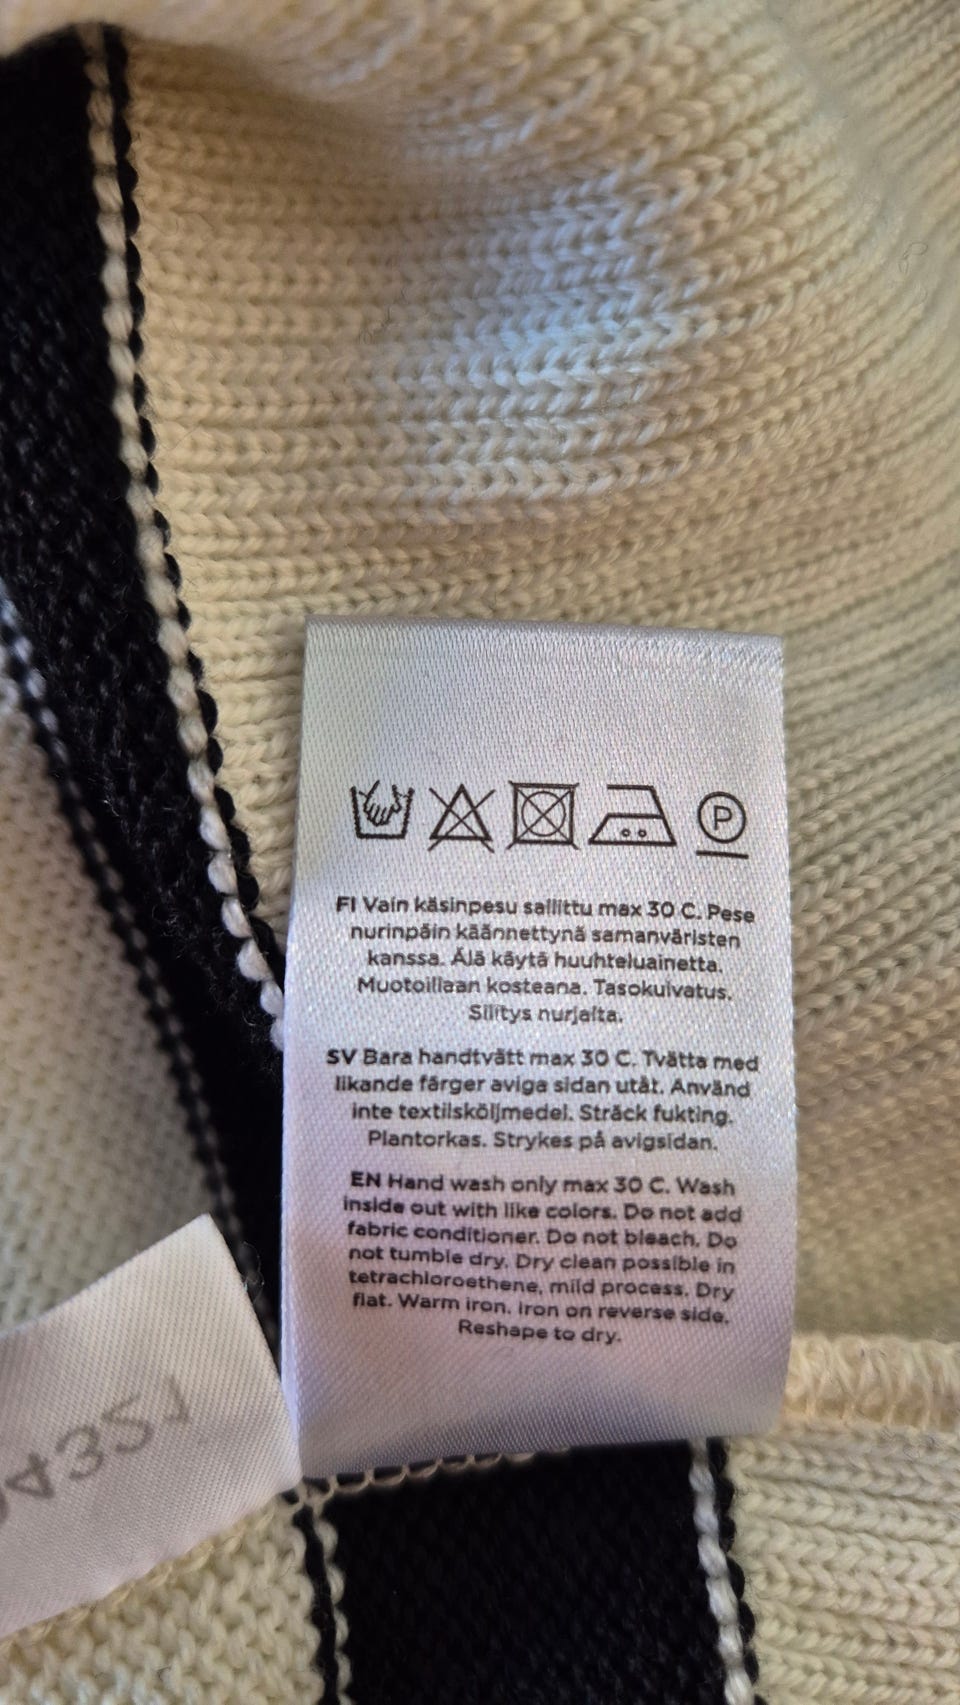 P
FI Vain käsinpesu sallittu max 30 C. Pese
nurinpäin käännettynä samanväristen
kanssa. Älä käytä huuhteluainetta.
Muotoillaan kosteana. Tasokuivatus.
Silitys nurjalta.
SV Bara handtvätt max 30 C. Tvätta med
likande färger aviga sidan utåt. Använd
inte textilsköljmedel. Sträck fukting.
Plantorkas. Strykes på avigsidan.
EN Hand wash only max 30 C. Wash
inside out with like colors. Do not add
fabric conditioner. Do not bleach. Do
not tumble dry. Dry clean possible in
tetrachloroethene, mild process. Dry
flat. Warm iron. Iron on reverse side.
Reshape to dry.